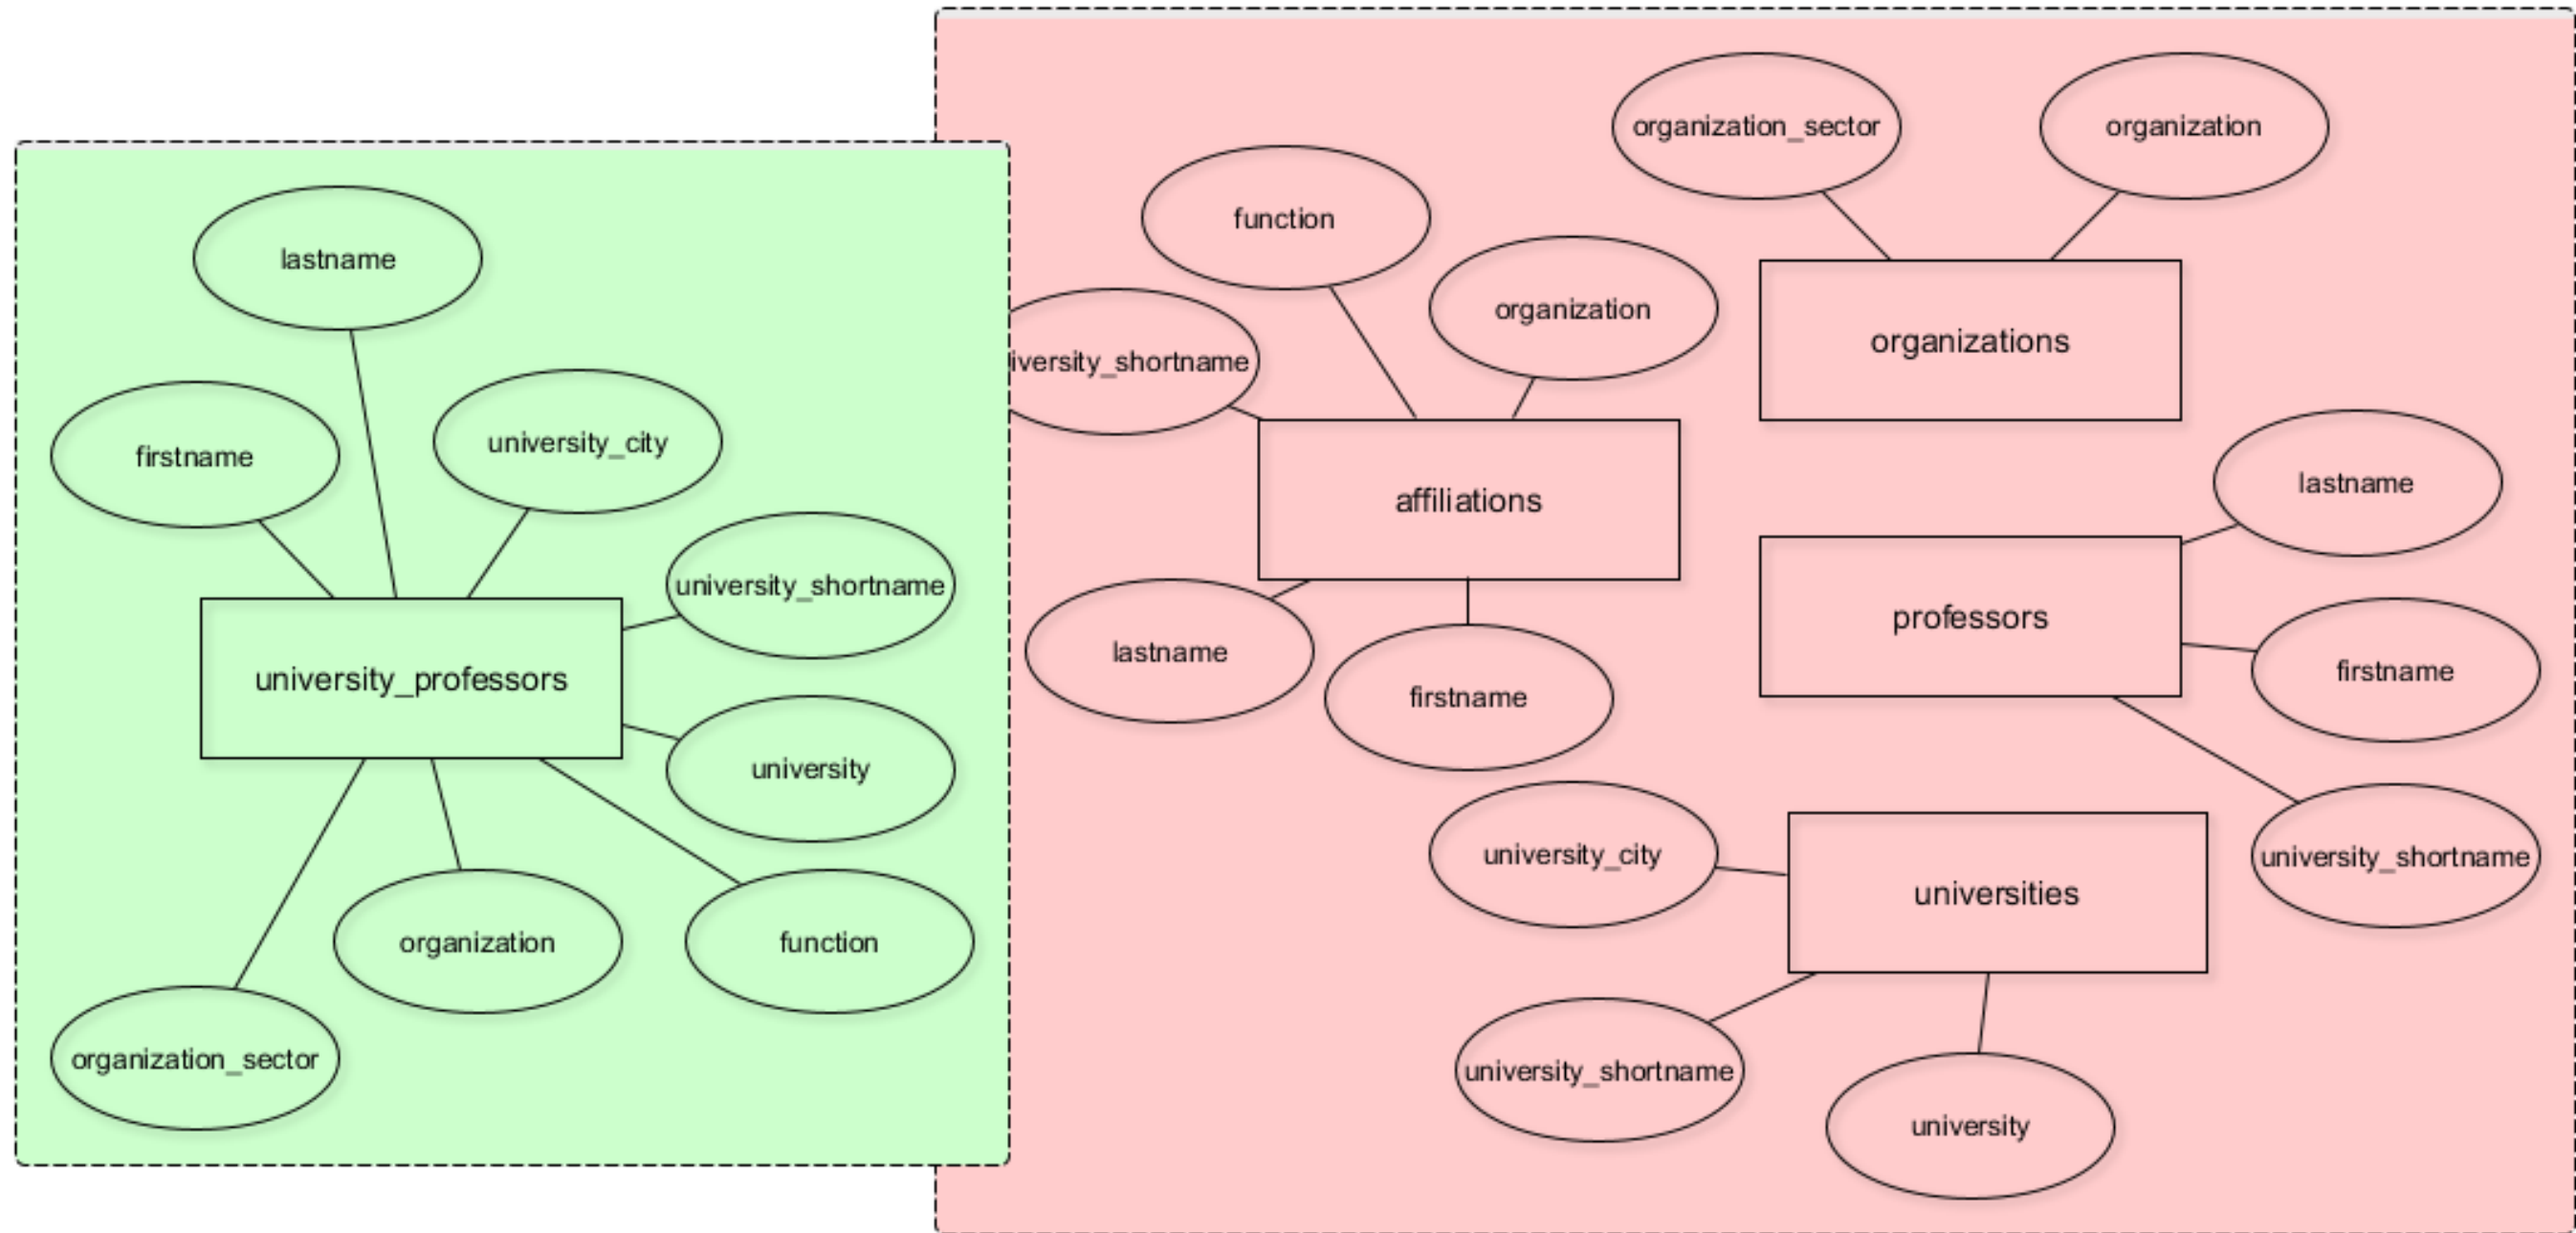 lastname
firstname
university_city
university_shortname
university_professors
university
organization
function
organization_sector
organization_sector
organization
function
organization
iversity_shortname
organizations
affiliations
lastname
firstname
lastname
professors
firstname
university_shortname
university_city
universities
university_shortname
university